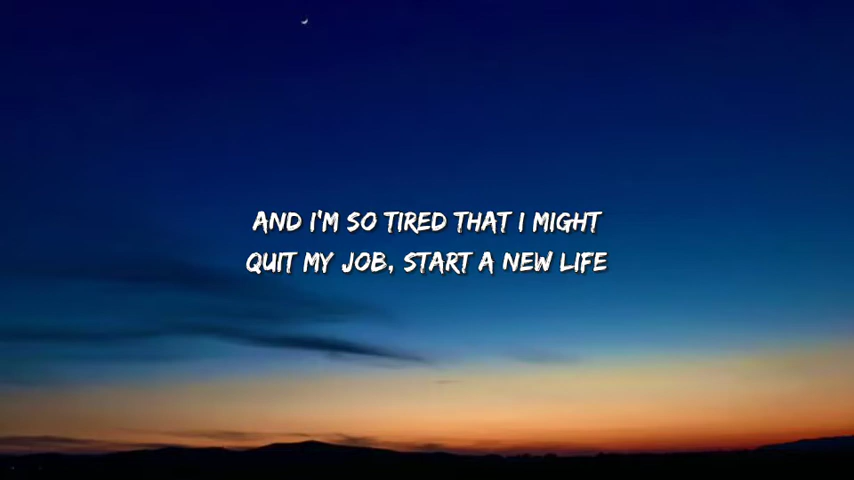 AND I'M SO TIRED THAT I MIGHT
QUIT MY JOB, START A NEW LIFE